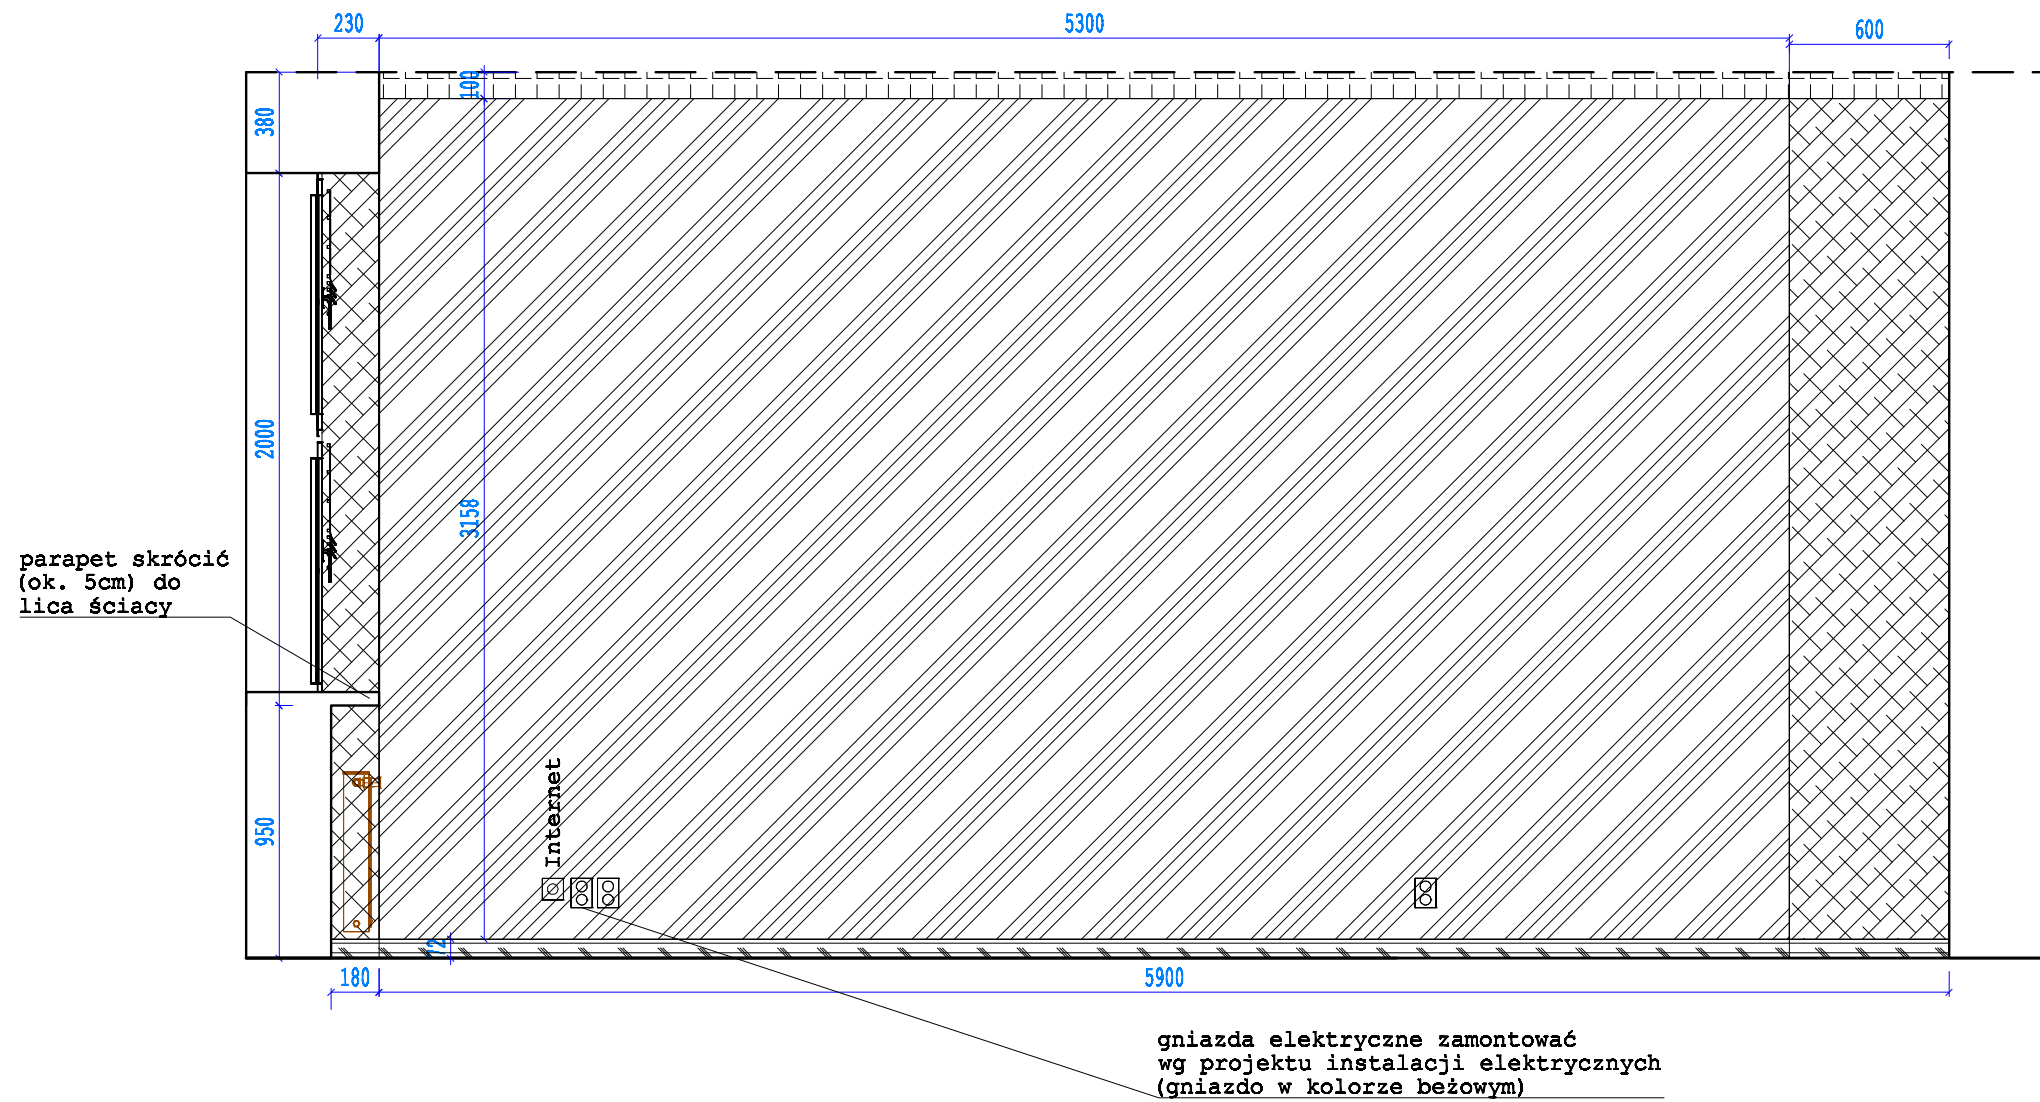 230
5300
600
100
380
2000
3158
parapet skrócić
(ok. 5cm) do
lica ściacy
950
Internet
72
180
5900
gniazda elektryczne zamontować
wg projektu instalacji elektrycznych
(gniazdo w kolorze beżowym)